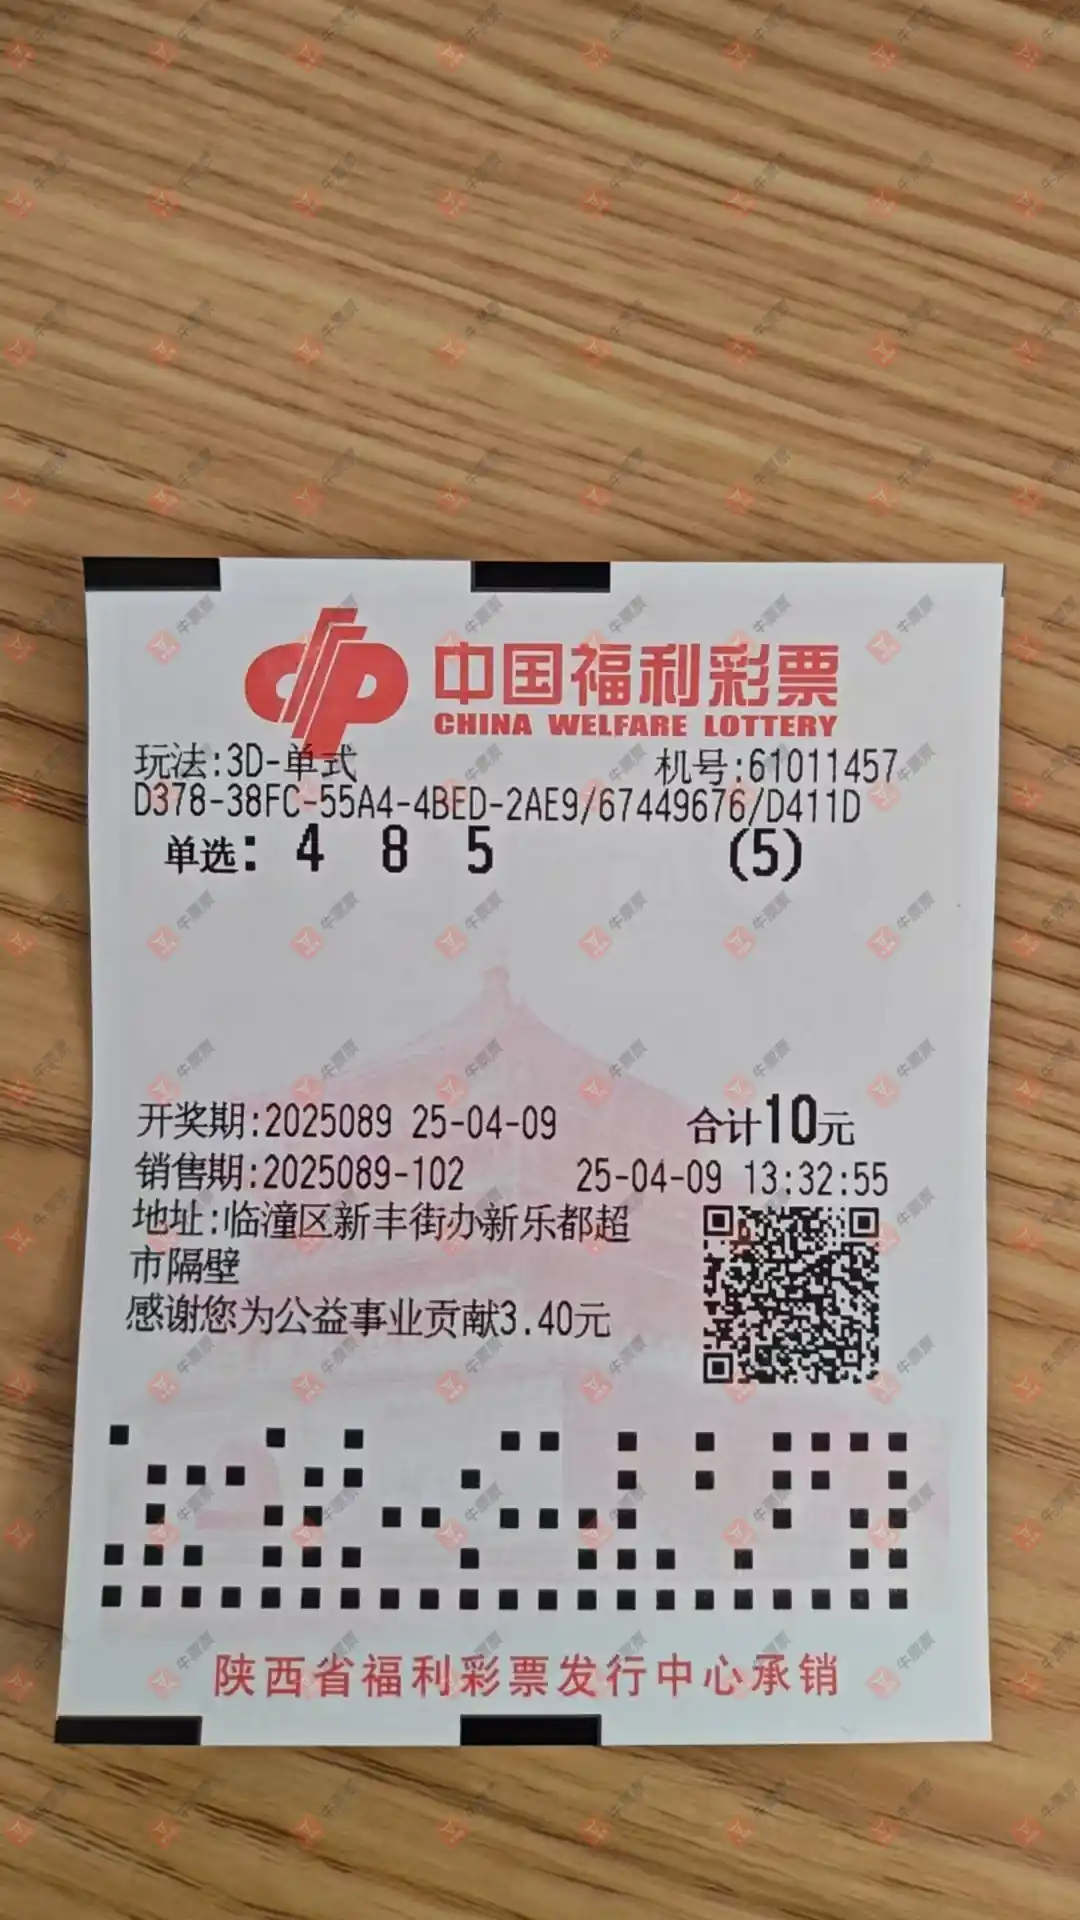 中国福利彩票
CHINA WELFARE LOTTERY
玩法:3D-单式 机号:61011457
D378-38FC-55A4-4BED-2AE9/67449676/D411D
单选: 4 8 5 (5)
开奖期:2025089 25-04-09 合计10元
销售期:2025089-102 25-04-09 13:32:55
地址:临潼区新丰街办新乐都超
市隔壁
感谢您为公益事业贡献3.40元
陕西省福利彩票发行中心承销
牛票票